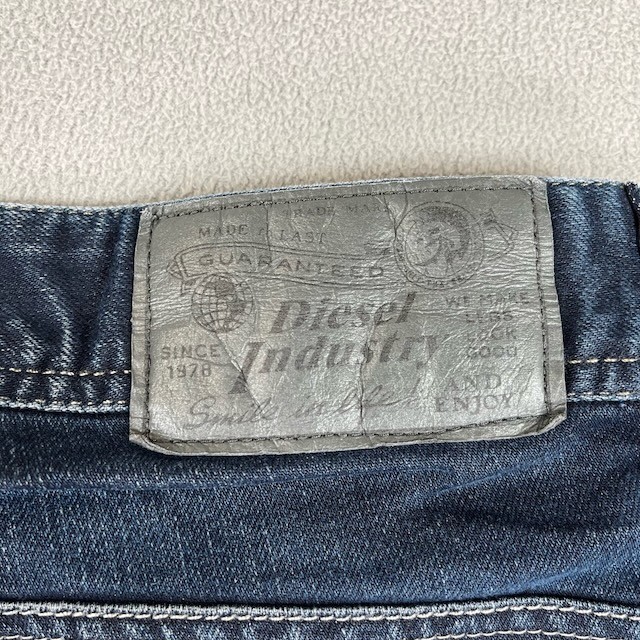 TRADE MARK
MADE TO LAST
GUARANTEED
Diesel
Industry
SINCE
1978
WE MAKE
LESS
LOOK
GOOD
AND
ENJOY!